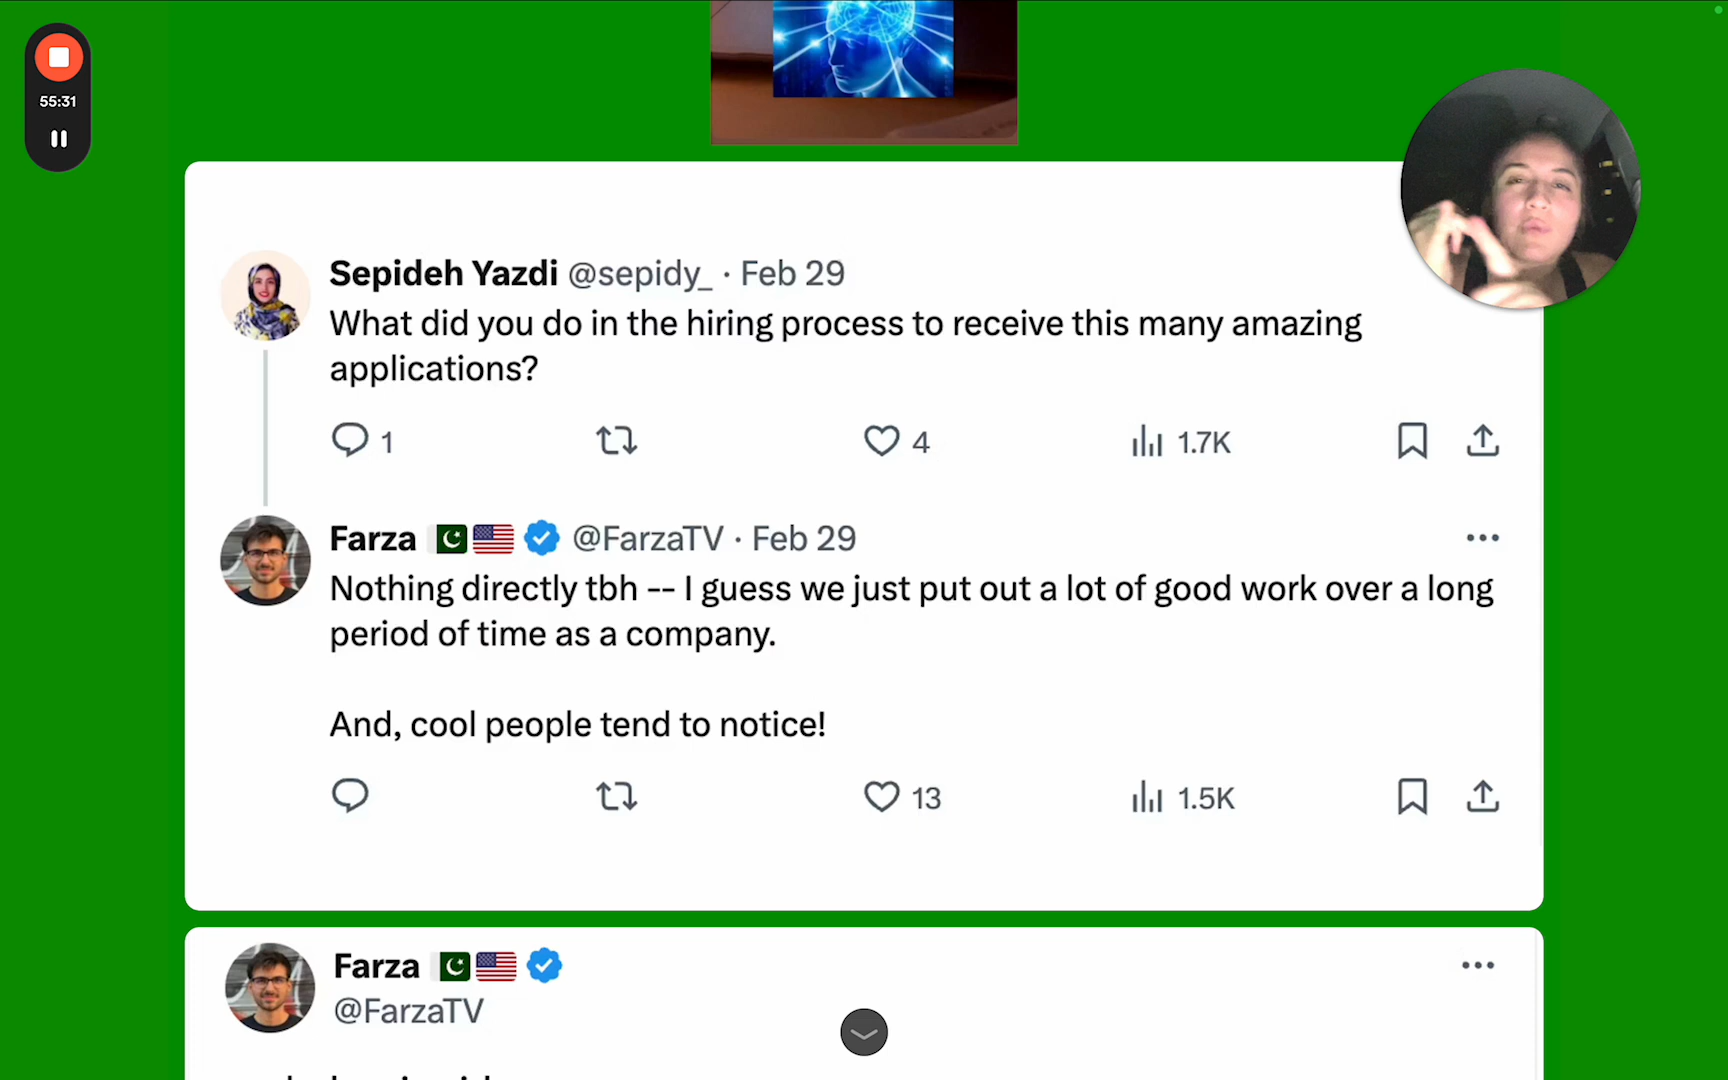 55:31
Sepideh Yazdi @sepidy_ · Feb 29
What did you do in the hiring process to receive this many amazing
applications?
1 4 1.7K
Farza @FarzaTV · Feb 29
Nothing directly tbh -- I guess we just put out a lot of good work over a long
period of time as a company.
And, cool people tend to notice!
13 1.5K
Farza
@FarzaTV